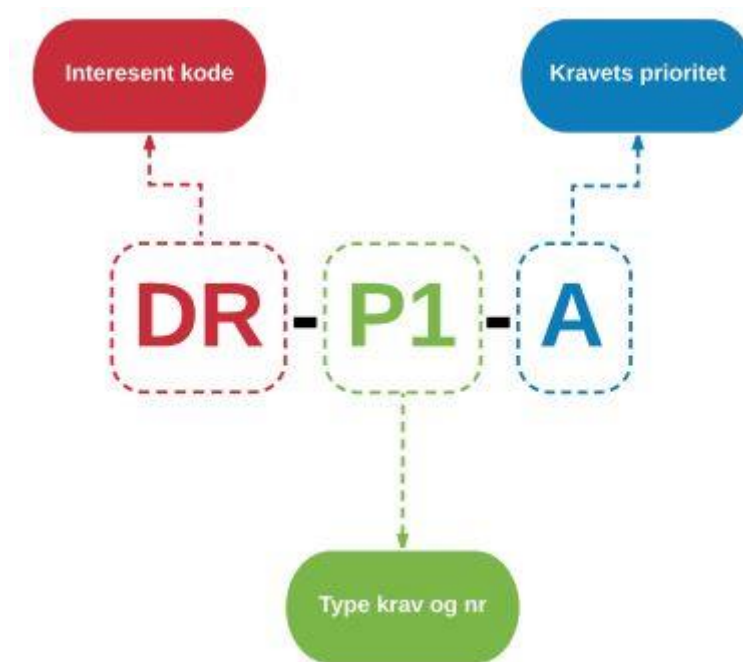 Interesent kode
Kravets prioritet
DR - P1 - A
Type krav og nr